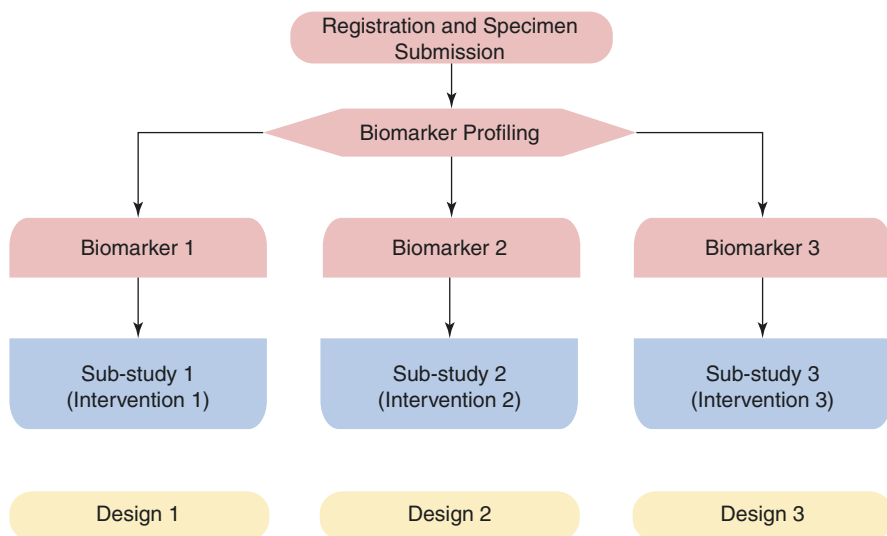 Registration and Specimen
Submission
Biomarker Profiling
Biomarker 1
Biomarker 2
Biomarker 3
Sub-study 1
(Intervention 1)
Sub-study 2
(Intervention 2)
Sub-study 3
(Intervention 3)
Design 1
Design 2
Design 3